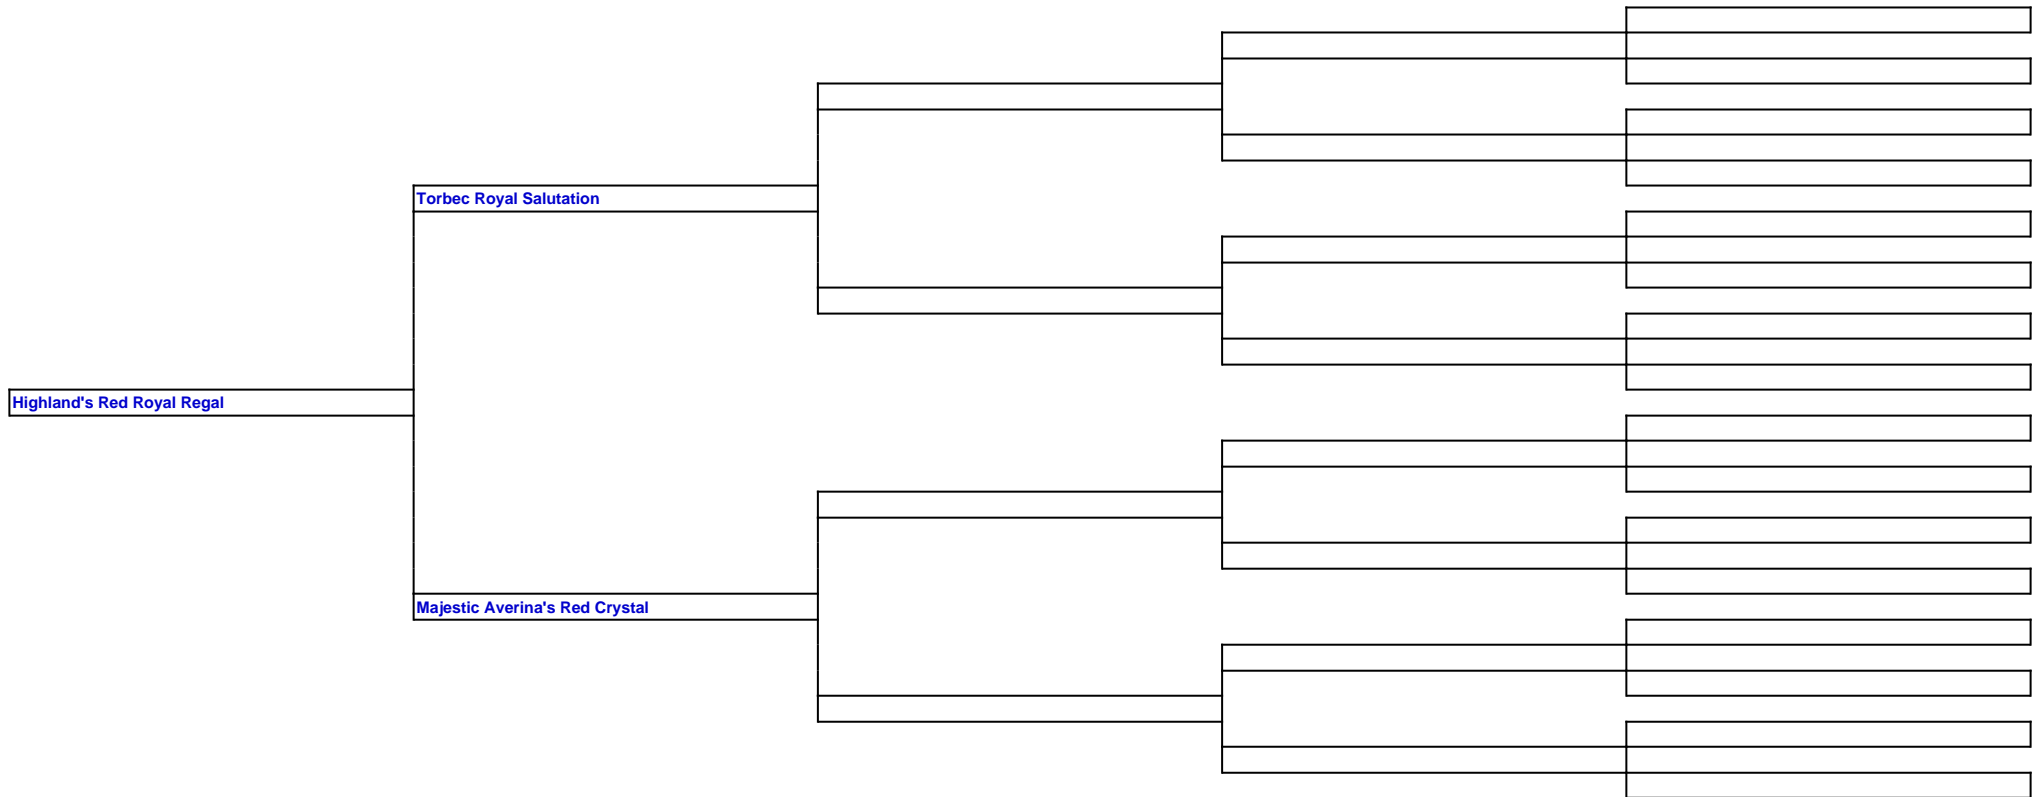 Torbec Royal Salutation
Highland's Red Royal Regal
Majestic Averina's Red Crystal